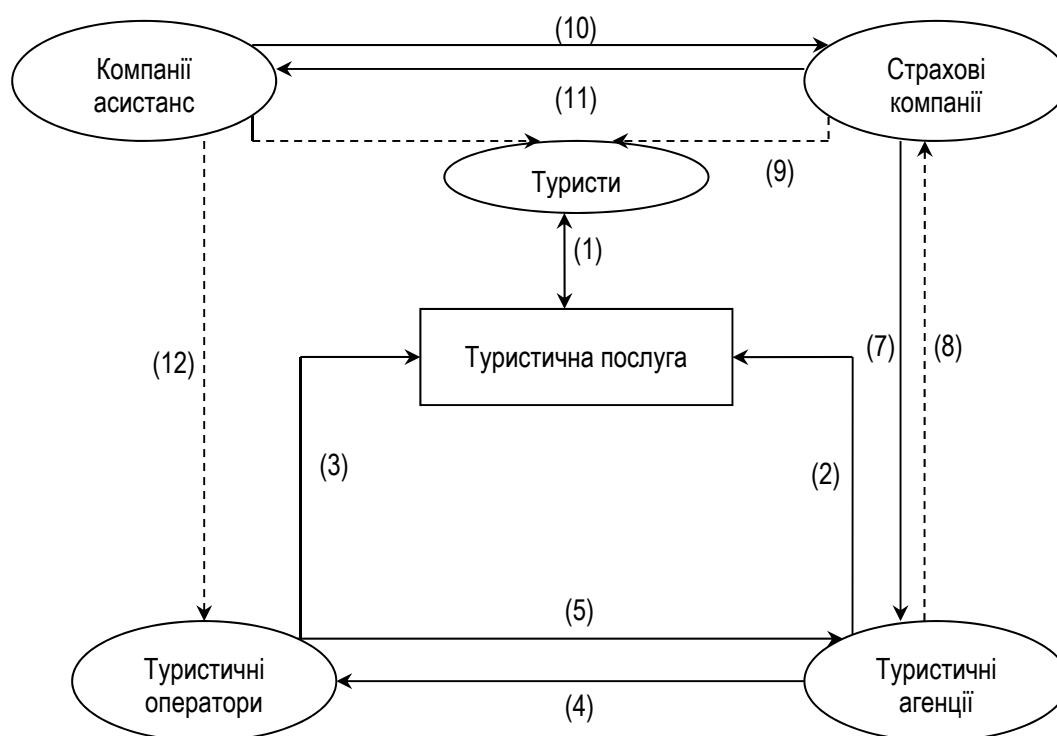 (10)
Компанії
асистанс
Страхові
компанії
(11)
Туристи
(9)
(1)
(12)
Туристична послуга
(7)
(8)
(3)
(2)
(5)
Туристичні
оператори
Туристичні
агенції
(4)